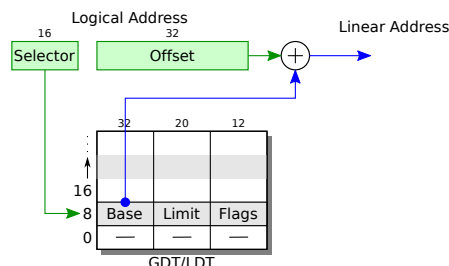 Logical Address
Linear Address
16 32
Selector Offset
32 20 12
16
8 Base Limit Flags
0 — — —
GDT/LDT